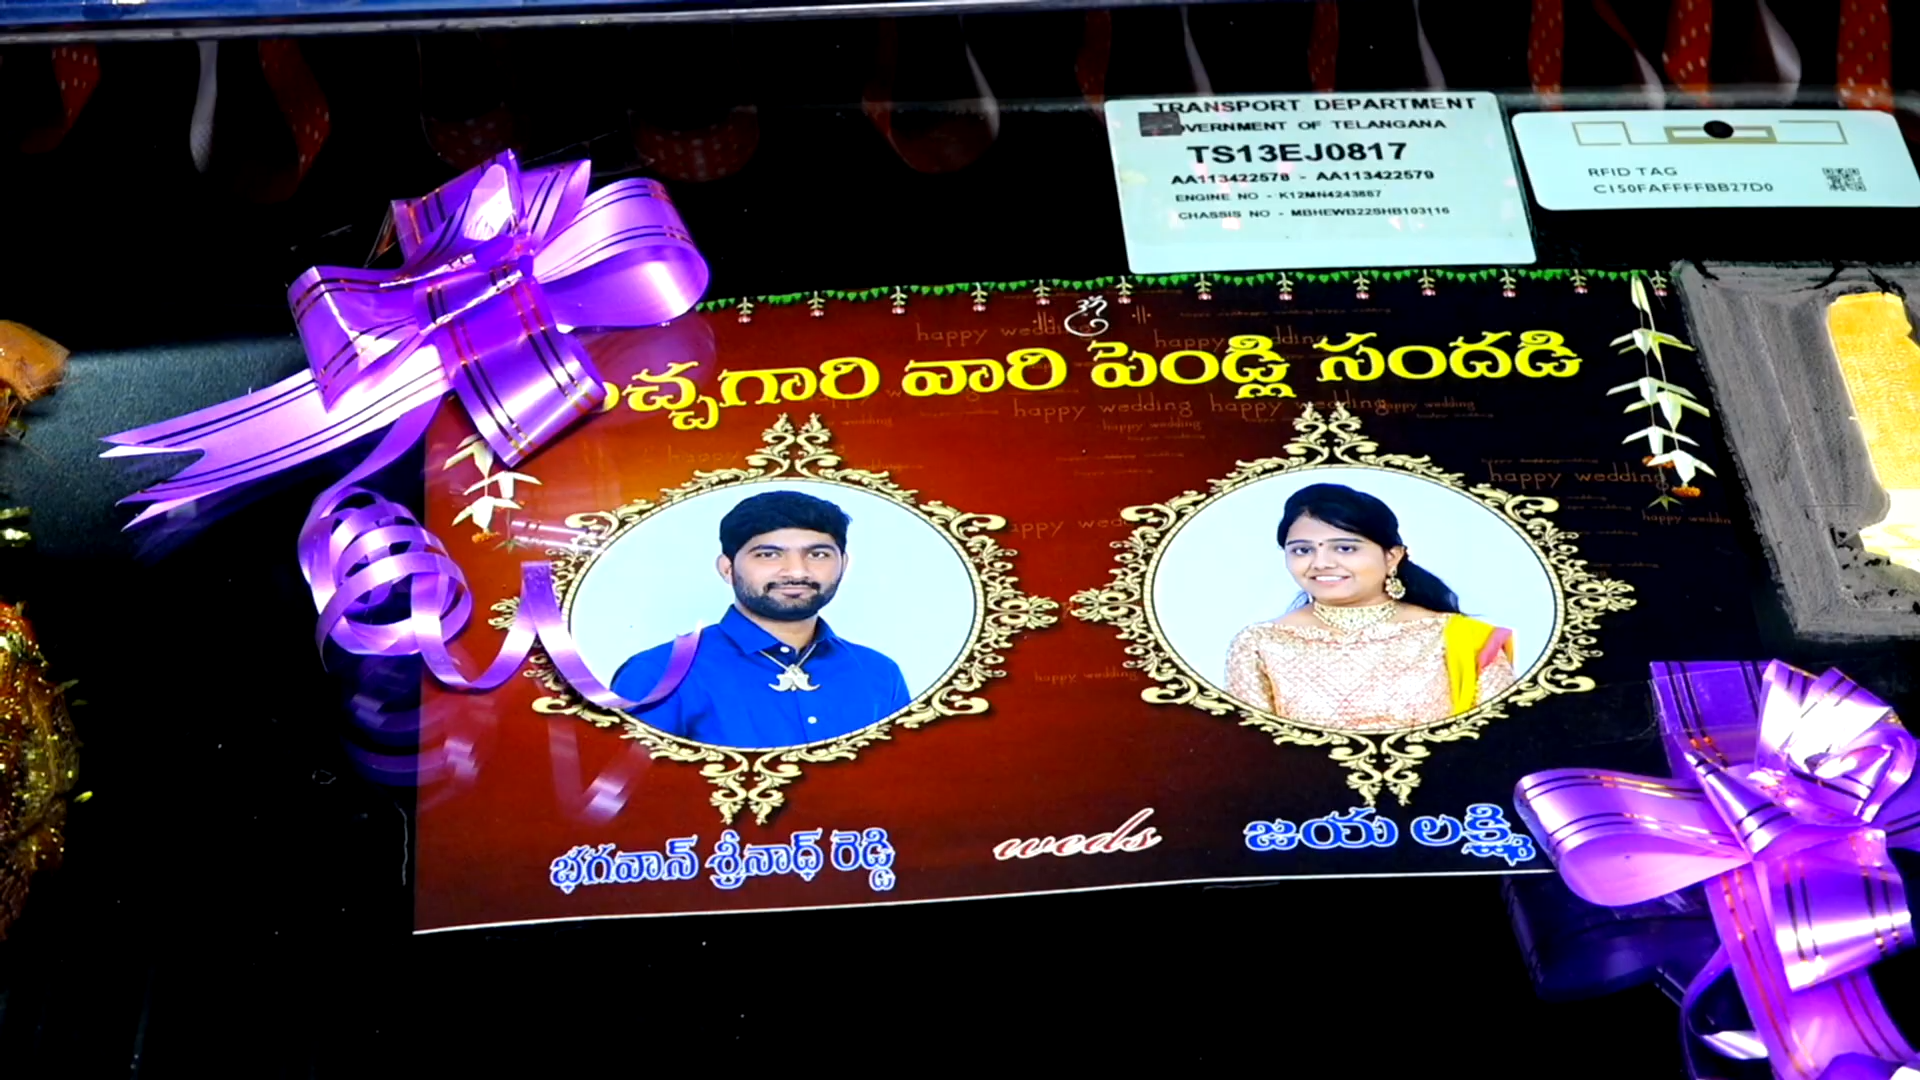 TRANSPORT DEPARTMENT
GOVERNMENT OF TELANGANA
TS13EJ0817
AA113422578 - AA113422579
ENGINE NO - K12MN4243887
CHASSIS NO - MBHEWB22SHB103116
RFID TAG
C150FAFFFFBB27D0
వారి పెండ్లి సందడి
happy wedding
భగవాన్ శ్రీనాధ్ రెడ్డి
weds
జయ లక్ష్మి